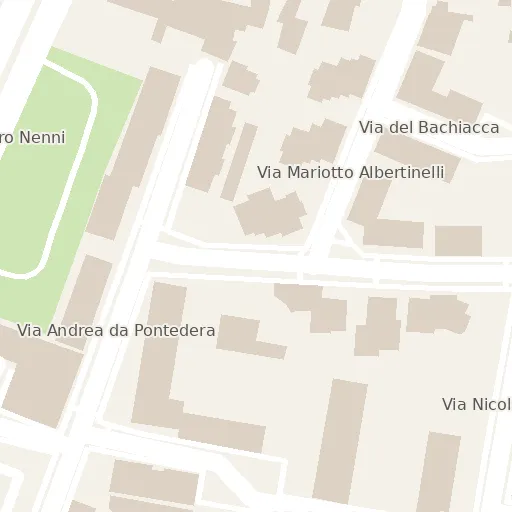 Via del Bachiacca
ro Nenni
Via Mariotto Albertinelli
Via Andrea da Pontedera
Via Nicol